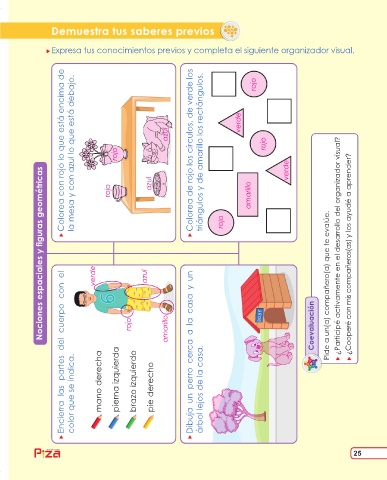 Demuestra tus saberes previos
Expresa tus conocimientos previos y completa el siguiente organizador visual.
Nociones espaciales y figuras geométricas
Encierra las partes del cuerpo con el
color que se indica.
mano derecha
pierna izquierda
brazo izquierdo
pie derecho
verde
azul
rojo
amarillo
Colorea con rojo lo que está encima de
la mesa y con azul lo que está debajo.
rojo
rojo
azul
azul
Dibuja un perro cerca a la casa y un
árbol lejos de la casa.
Colorea de rojo los círculos, de verde los
triángulos y de amarillo los rectángulos.
rojo
verde
rojo
verde
amarillo
rojo
Coevaluación
Pide a un(a) compañero(a) que te evalúe.
¿Participé activamente en el desarrollo del organizador visual?
¿Cooperé con mis compañeros(as) y los ayudé a aprender?
Pza
25